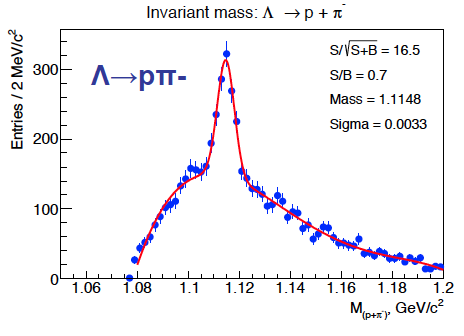 Invariant mass: Λ → p + π⁻
Entries / 2 MeV/c²
Λ→pπ-
S/√S+B = 16.5
S/B = 0.7
Mass = 1.1148
Sigma = 0.0033
300
200
100
0
1.06 1.08 1.1 1.12 1.14 1.16 1.18 1.2
M(p+π⁻), GeV/c²